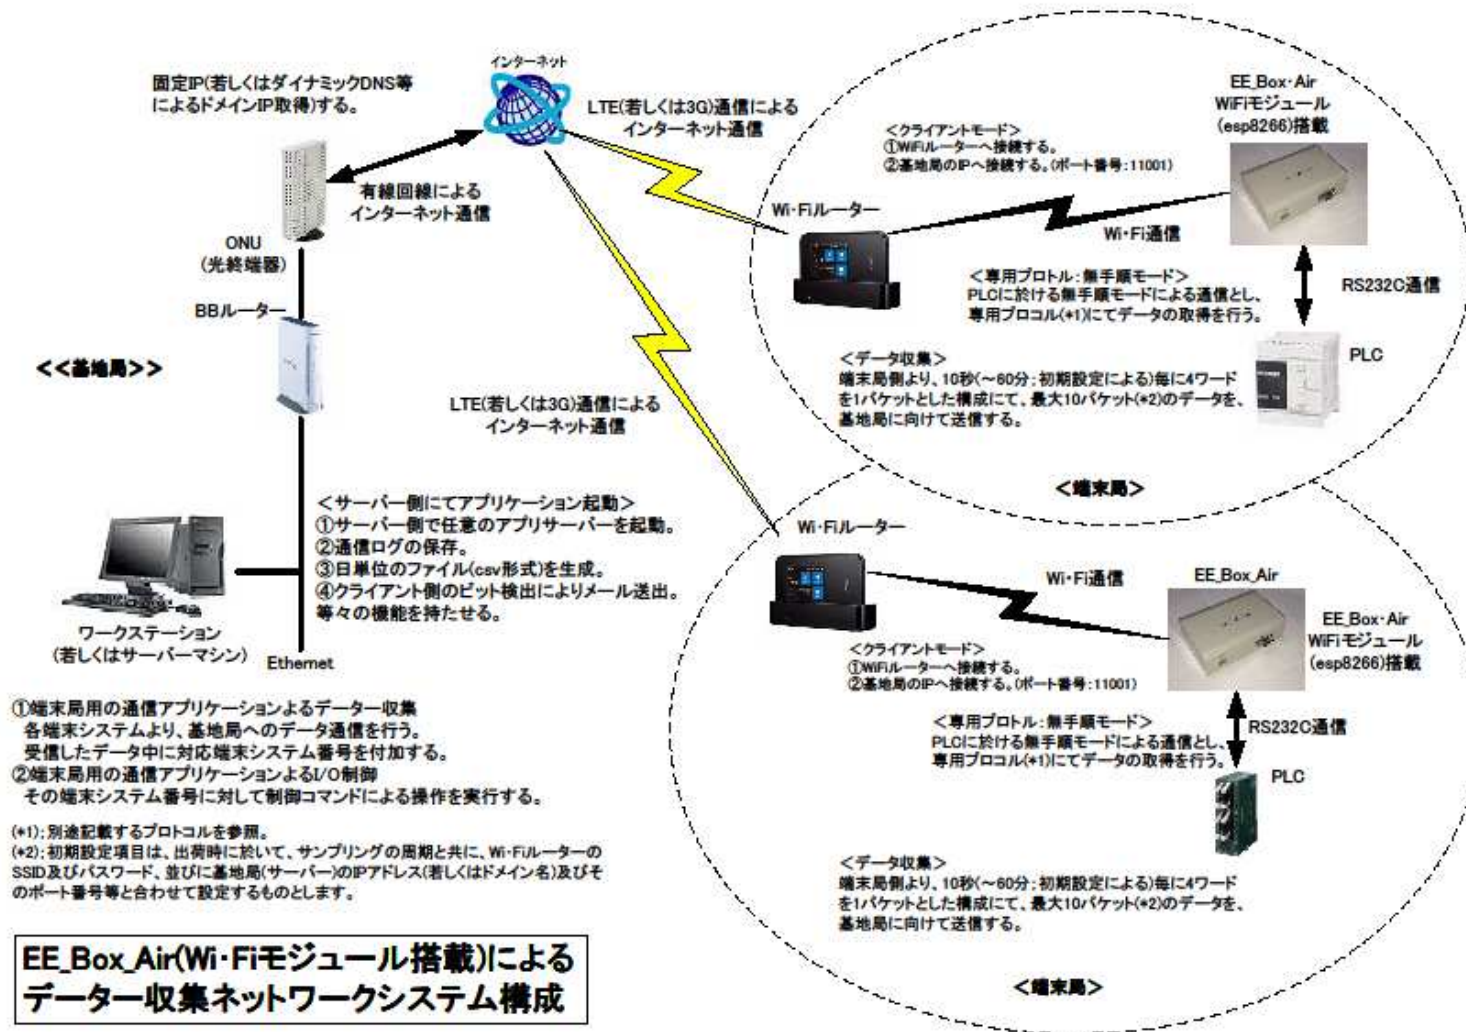 インターネット
固定IP(若しくはダイナミックDNS等
によるドメインIP取得)する。
LTE(若しくは3G)通信による
インターネット通信
有線回線による
インターネット通信
ONU
(光終端器)
BBルーター
<<基地局>>
LTE(若しくは3G)通信による
インターネット通信
<サーバー側にてアプリケーション起動>
①サーバー側で任意のアプリサーバーを起動。
②通信ログの保存。
③日単位のファイル(csv形式)を生成。
④クライアント側のビット検出によりメール送出。
等々の機能を持たせる。
ワークステーション
(若しくはサーバーマシン)
Ethernet
EE_Box・Air
WiFiモジュール
(esp8266)搭載
<クライアントモード>
①WiFiルーターへ接続する。
②基地局のIPへ接続する。(ポート番号:11001)
Wi・Fiルーター
Wi・Fi通信
<専用プロトル:無手順モード>
PLCに於ける無手順モードによる通信とし、
専用プロコル(*1)にてデータの取得を行う。
RS232C通信
PLC
<データ収集>
端末局側より、10秒(～60分;初期設定による)毎に4ワード
を1パケットとした構成にて、最大10パケット(*2)のデータを、
基地局に向けて送信する。
<端末局>
Wi・Fiルーター
Wi・Fi通信
EE_Box_Air
EE_Box・Air
WiFiモジュール
(esp8266)搭載
<クライアントモード>
①WiFiルーターへ接続する。
②基地局のIPへ接続する。(ポート番号:11001)
<専用プロトル:無手順モード>
PLCに於ける無手順モードによる通信とし、
専用プロコル(*1)にてデータの取得を行う。
RS232C通信
PLC
<データ収集>
端末局側より、10秒(～60分;初期設定による)毎に4ワード
を1パケットとした構成にて、最大10パケット(*2)のデータを、
基地局に向けて送信する。
<端末局>
①端末局用の通信アプリケーションよるデーター収集
各端末システムより、基地局へのデータ通信を行う。
受信したデータ中に対応端末システム番号を付加する。
②端末局用の通信アプリケーションよるI/O制御
その端末システム番号に対して制御コマンドによる操作を実行する。
(*1);別途記載するプロトコルを参照。
(*2);初期設定項目は、出荷時に於いて、サンプリングの周期と共に、Wi・Fiルーターの
SSID及びパスワード、並びに基地局(サーバー)のIPアドレス(若しくはドメイン名)及びそ
のポート番号等と合わせて設定するものとします。
EE_Box_Air(Wi・Fiモジュール搭載)による
データー収集ネットワークシステム構成